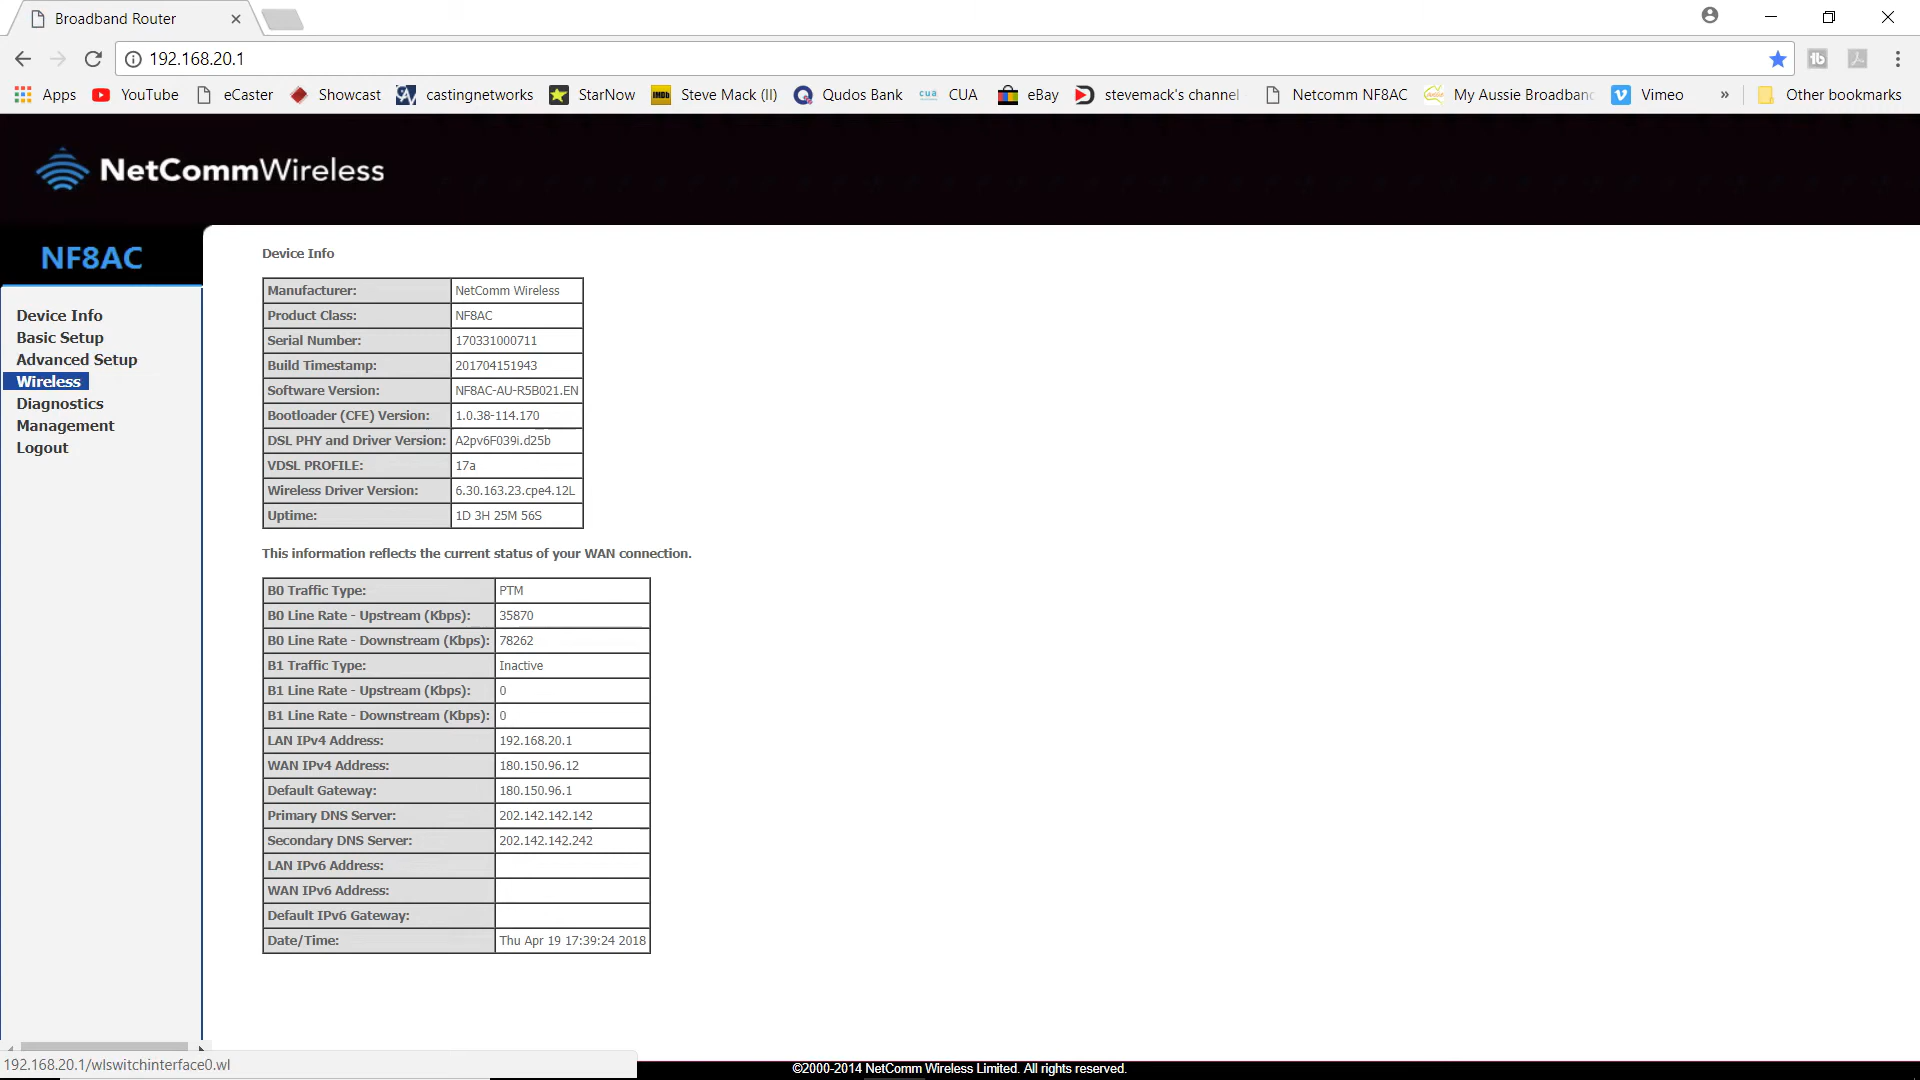 Broadband Router
192.168.20.1
Apps YouTube eCaster Showcast castingnetworks StarNow IMDb Steve Mack (II) Qudos Bank cua CUA eBay stevemack's channel Netcomm NF8AC My Aussie Broadban Vimeo » Other bookmarks
NetCommWireless
NF8AC
Device Info
Basic Setup
Advanced Setup
Wireless
Diagnostics
Management
Logout
Device Info
Manufacturer: NetComm Wireless
Product Class: NF8AC
Serial Number: 170331000711
Build Timestamp: 201704151943
Software Version: NF8AC-AU-R5B021.EN
Bootloader (CFE) Version: 1.0.38-114.170
DSL PHY and Driver Version: A2pv6F039i.d25b
VDSL PROFILE: 17a
Wireless Driver Version: 6.30.163.23.cpe4.12L
Uptime: 1D 3H 25M 56S
This information reflects the current status of your WAN connection.
B0 Traffic Type: PTM
B0 Line Rate - Upstream (Kbps): 35870
B0 Line Rate - Downstream (Kbps): 78262
B1 Traffic Type: Inactive
B1 Line Rate - Upstream (Kbps): 0
B1 Line Rate - Downstream (Kbps): 0
LAN IPv4 Address: 192.168.20.1
WAN IPv4 Address: 180.150.96.12
Default Gateway: 180.150.96.1
Primary DNS Server: 202.142.142.142
Secondary DNS Server: 202.142.142.242
LAN IPv6 Address:
WAN IPv6 Address:
Default IPv6 Gateway:
Date/Time: Thu Apr 19 17:39:24 2018
192.168.20.1/wlswitchinterface0.wl
©2000-2014 NetComm Wireless Limited. All rights reserved.